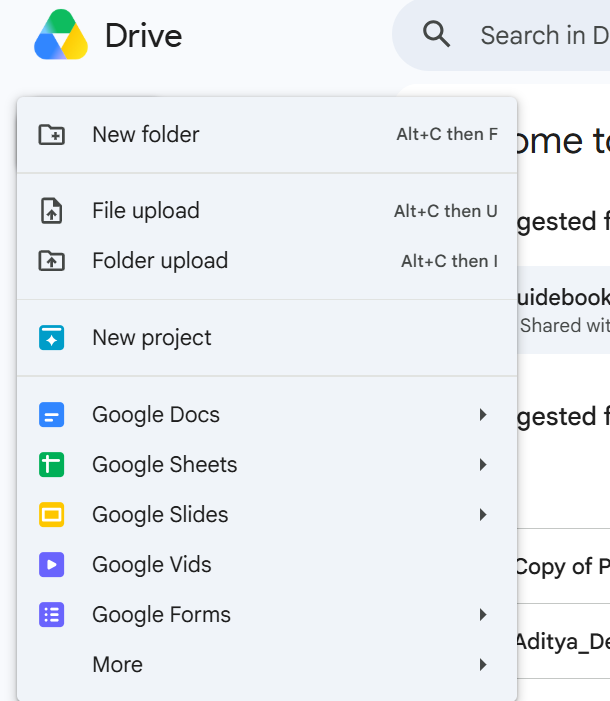 Drive
Search in D
New folder Alt+C then F
ome to
File upload Alt+C then U
gested f
Folder upload Alt+C then I
uidebook
Shared wit
New project
Google Docs
gested f
Google Sheets
Google Slides
Google Vids
Copy of P
Google Forms
Aditya_De
More